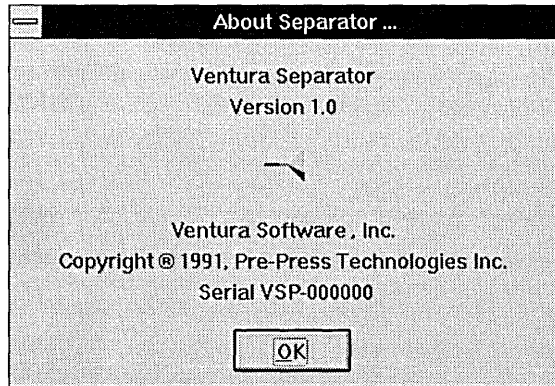 About Separator ...
Ventura Separator
Version 1.0
Ventura Software, Inc.
Copyright ® 1991, Pre-Press Technologies Inc.
Serial VSP-000000
OK